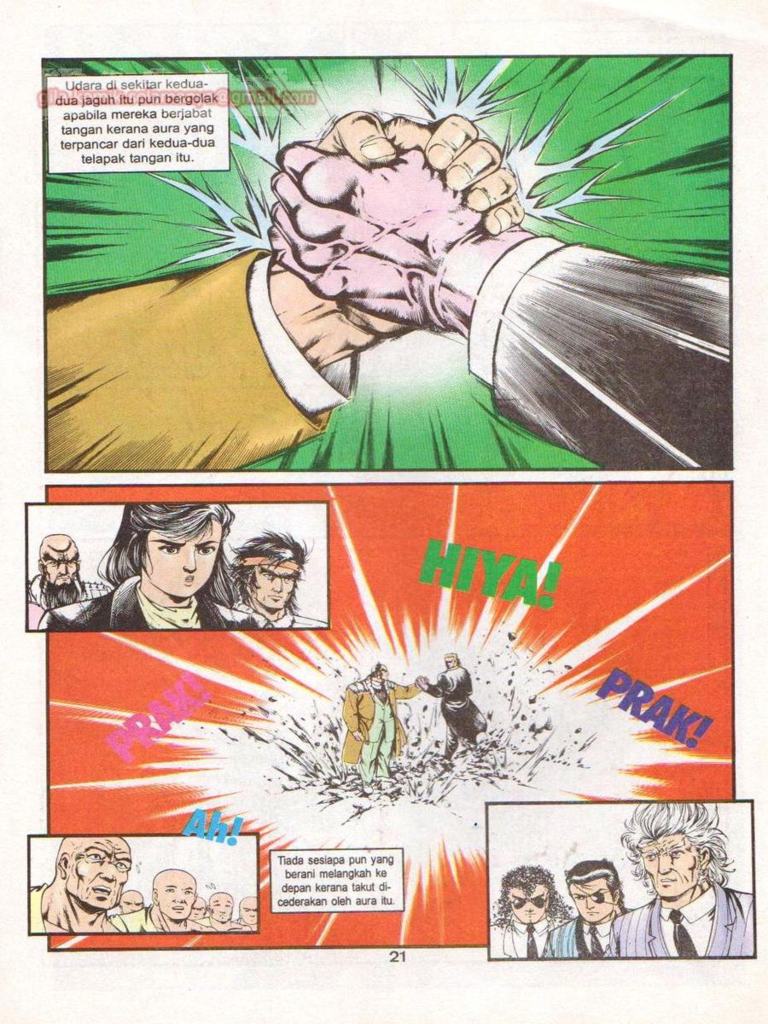 Udara di sekitar kedua-
dua jaguh itu pun bergolak
apabila mereka berjabat
tangan kerana aura yang
terpancar dari kedua-dua
telapak tangan itu.
HIYA!
PRAK!
PRAK!
Ah!
Tiada sesiapa pun yang
berani melangkah ke
depan kerana takut di-
cederakan oleh aura itu.
21